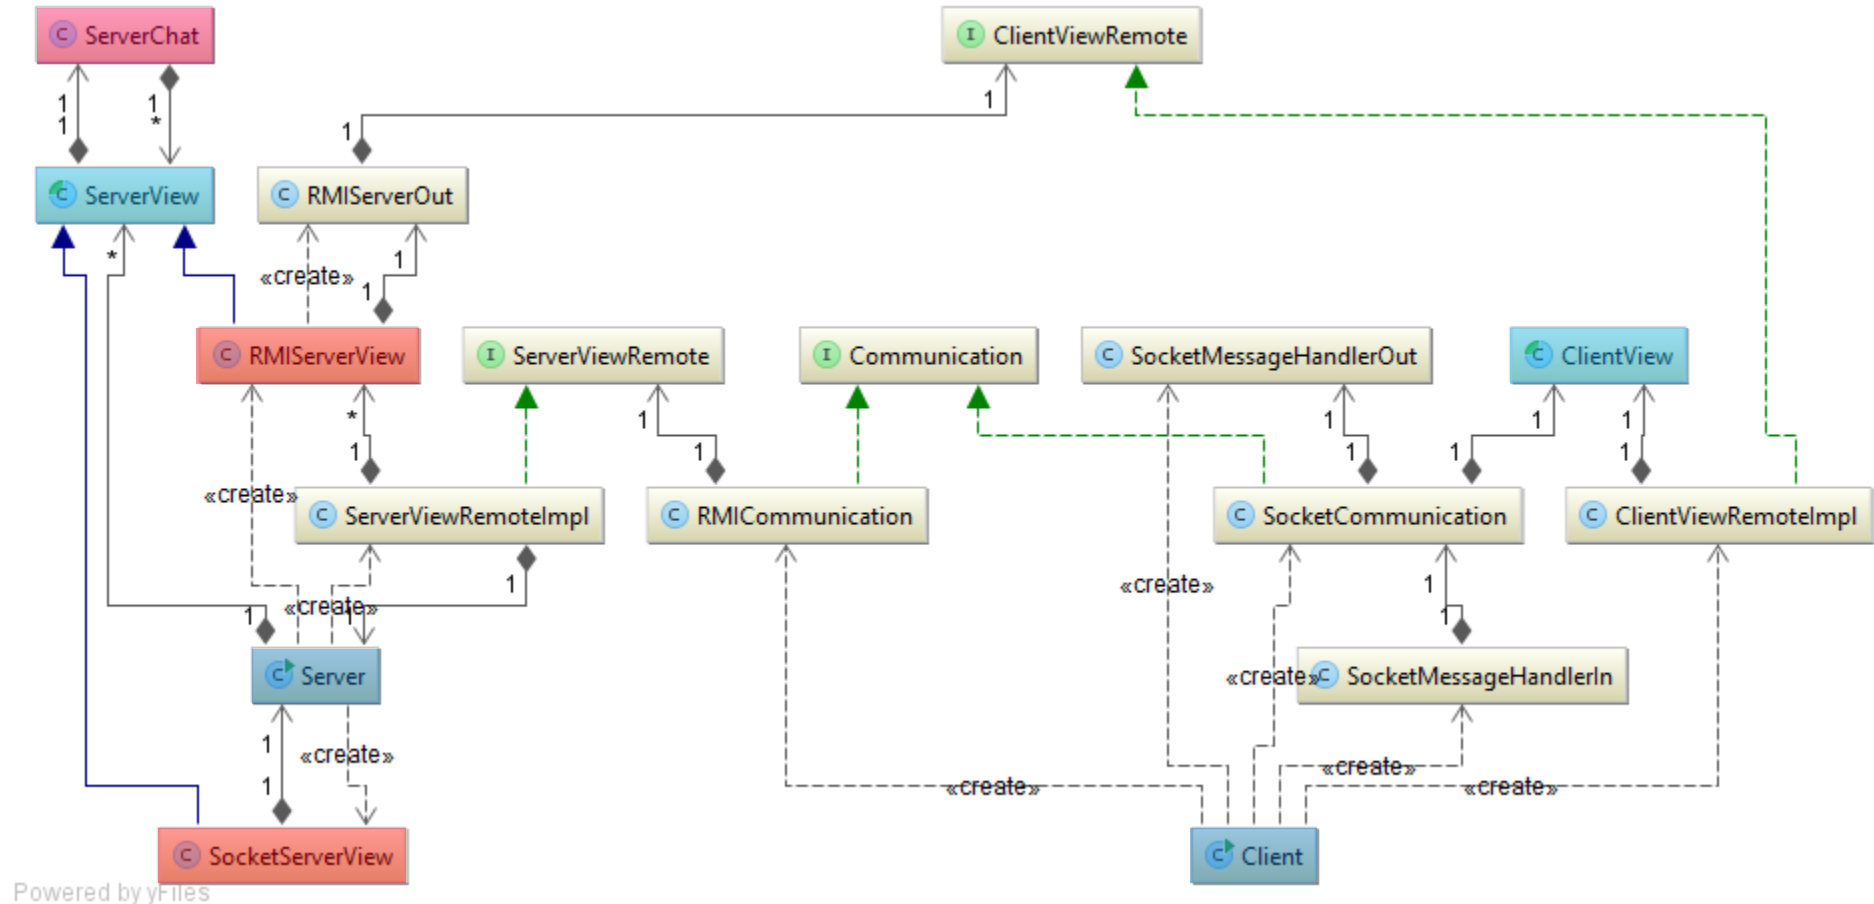 ServerChat
ClientViewRemote
1
1
1
1
*
1
ServerView
RMIServerOut
*
1
«create»
1
RMIServerView
ServerViewRemote
Communication
SocketMessageHandlerOut
ClientView
*
1
1
1
1
1
1
1
1
1
«create»
ServerViewRemoteImpl
RMICommunication
SocketCommunication
ClientViewRemoteImpl
1
«create»
1
«create»
1
1
1
Server
«create»
SocketMessageHandlerIn
1
«create»
1
«create»
«create»
«create»
SocketServerView
Client
Powered by yFiles